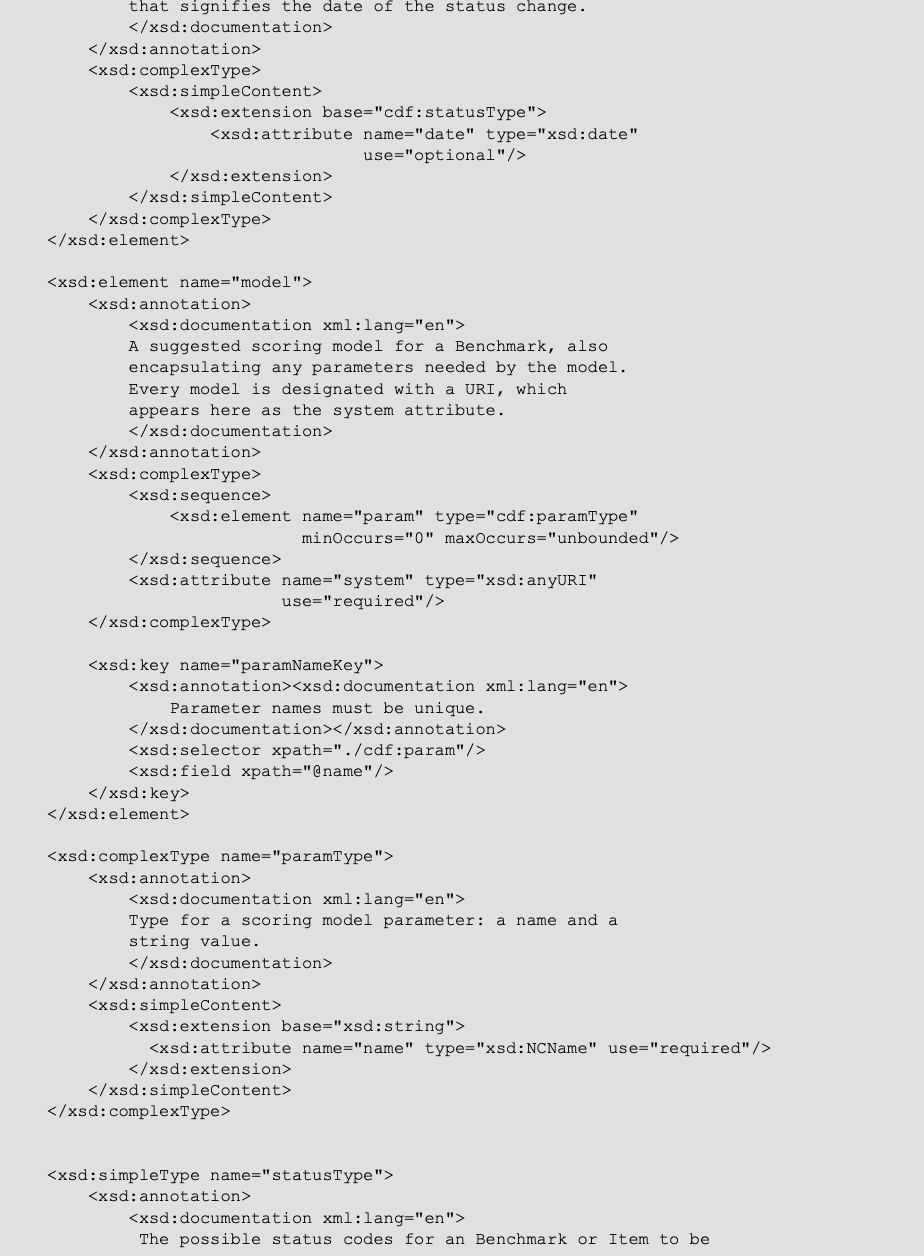 that signifies the date of the status change.
</xsd:documentation>
</xsd:annotation>
<xsd:complexType>
<xsd:simpleContent>
<xsd:extension base="cdf:statusType">
<xsd:attribute name="date" type="xsd:date"
use="optional"/>
</xsd:extension>
</xsd:simpleContent>
</xsd:complexType>
</xsd:element>
<xsd:element name="model">
<xsd:annotation>
<xsd:documentation xml:lang="en">
A suggested scoring model for a Benchmark, also
encapsulating any parameters needed by the model.
Every model is designated with a URI, which
appears here as the system attribute.
</xsd:documentation>
</xsd:annotation>
<xsd:complexType>
<xsd:sequence>
<xsd:element name="param" type="cdf:paramType"
minOccurs="0" maxOccurs="unbounded"/>
</xsd:sequence>
<xsd:attribute name="system" type="xsd:anyURI"
use="required"/>
</xsd:complexType>
<xsd:key name="paramNameKey">
<xsd:annotation><xsd:documentation xml:lang="en">
Parameter names must be unique.
</xsd:documentation></xsd:annotation>
<xsd:selector xpath="./cdf:param"/>
<xsd:field xpath="@name"/>
</xsd:key>
</xsd:element>
<xsd:complexType name="paramType">
<xsd:annotation>
<xsd:documentation xml:lang="en">
Type for a scoring model parameter: a name and a
string value.
</xsd:documentation>
</xsd:annotation>
<xsd:simpleContent>
<xsd:extension base="xsd:string">
<xsd:attribute name="name" type="xsd:NCName" use="required"/>
</xsd:extension>
</xsd:simpleContent>
</xsd:complexType>
<xsd:simpleType name="statusType">
<xsd:annotation>
<xsd:documentation xml:lang="en">
The possible status codes for an Benchmark or Item to be